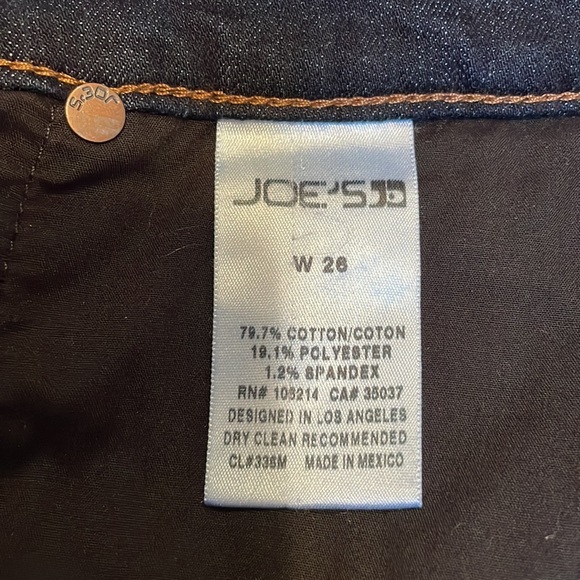 JOE'S
JOE'S
W 26
79.7% COTTON/COTON
19.1% POLYESTER
1.2% SPANDEX
RN# 105214 CA# 35037
DESIGNED IN LOS ANGELES
DRY CLEAN RECOMMENDED
CL#336M MADE IN MEXICO